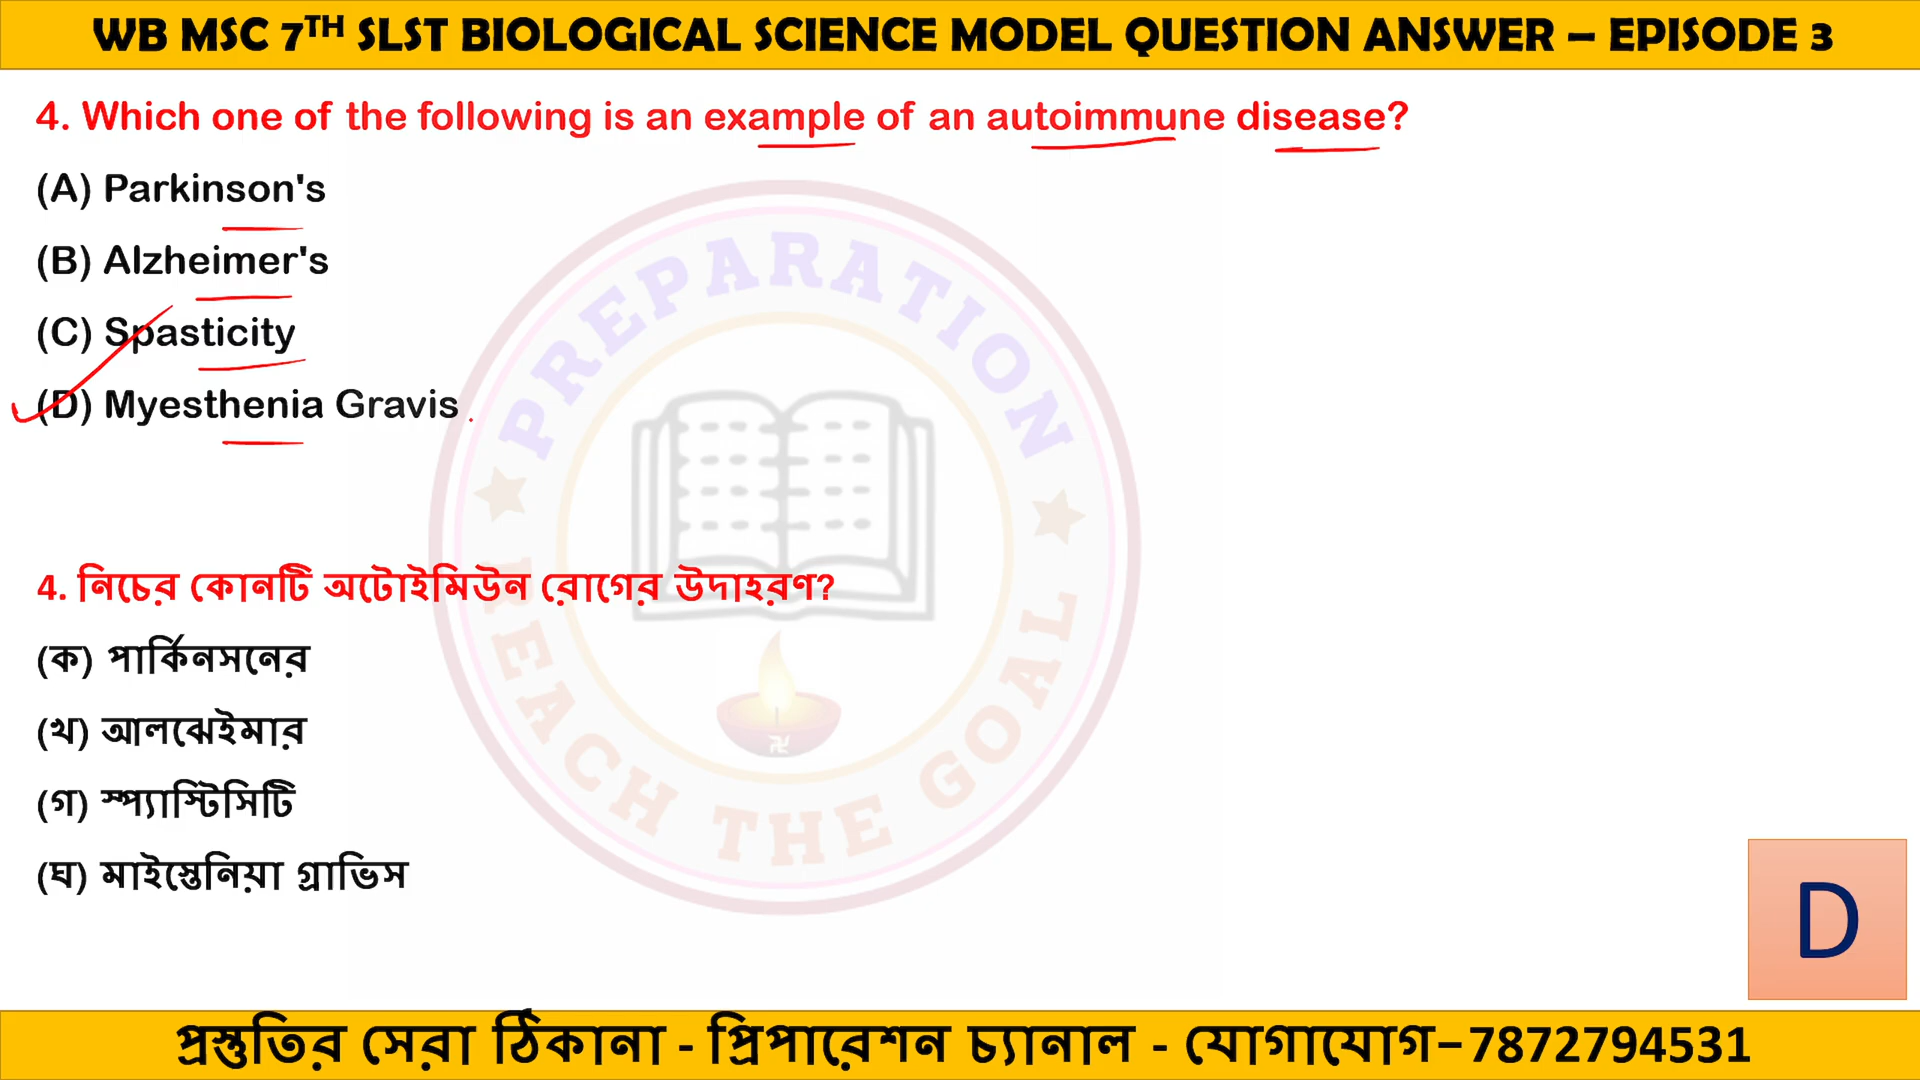 WB MSC 7TH SLST BIOLOGICAL SCIENCE MODEL QUESTION ANSWER – EPISODE 3
4. Which one of the following is an example of an autoimmune disease?
(A) Parkinson's
(B) Alzheimer's
(C) Spasticity
(D) Myesthenia Gravis
PREPARATION
REACH THE GOAL
4. নিচের কোনটি অটোইমিউন রোগের উদাহরণ?
(ক) পার্কিনসনের
(খ) আলঝেইমার
(গ) স্প্যাস্টিসিটি
(ঘ) মাইস্তেনিয়া গ্রাভিস
D
প্রস্তুতির সেরা ঠিকানা - প্রিপারেশন চ্যানাল - যোগাযোগ–7872794531